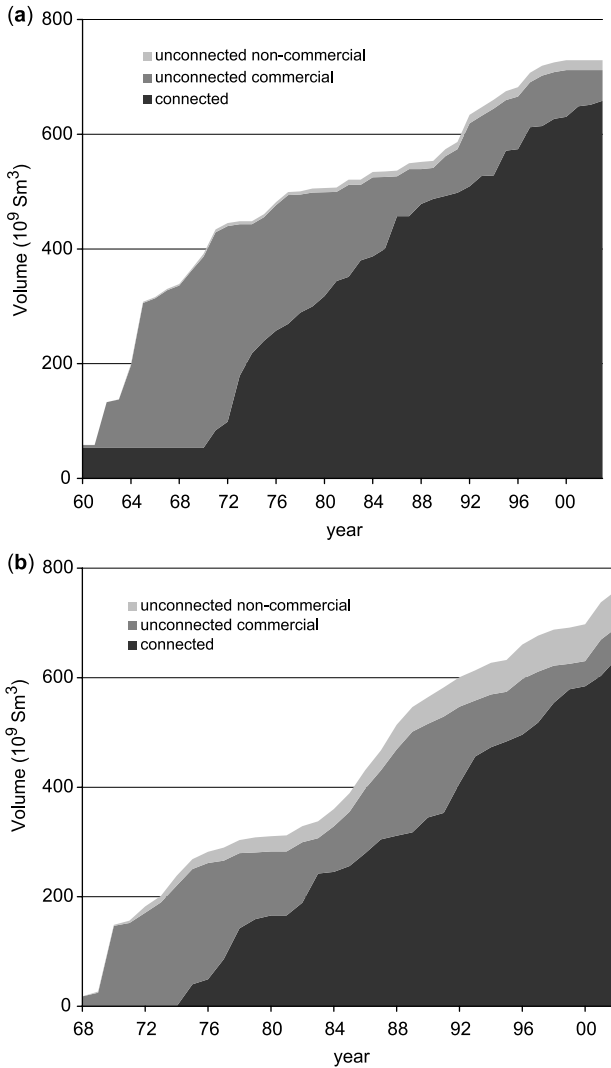 (a)
800
unconnected non-commercial
unconnected commercial
connected
600
400
200
0
Volume (10⁹ Sm³)
60 64 68 72 76 80 84 88 92 96 00
year
(b)
800
unconnected non-commercial
unconnected commercial
connected
600
400
200
0
Volume (10⁹ Sm³)
68 72 76 80 84 88 92 96 00
year